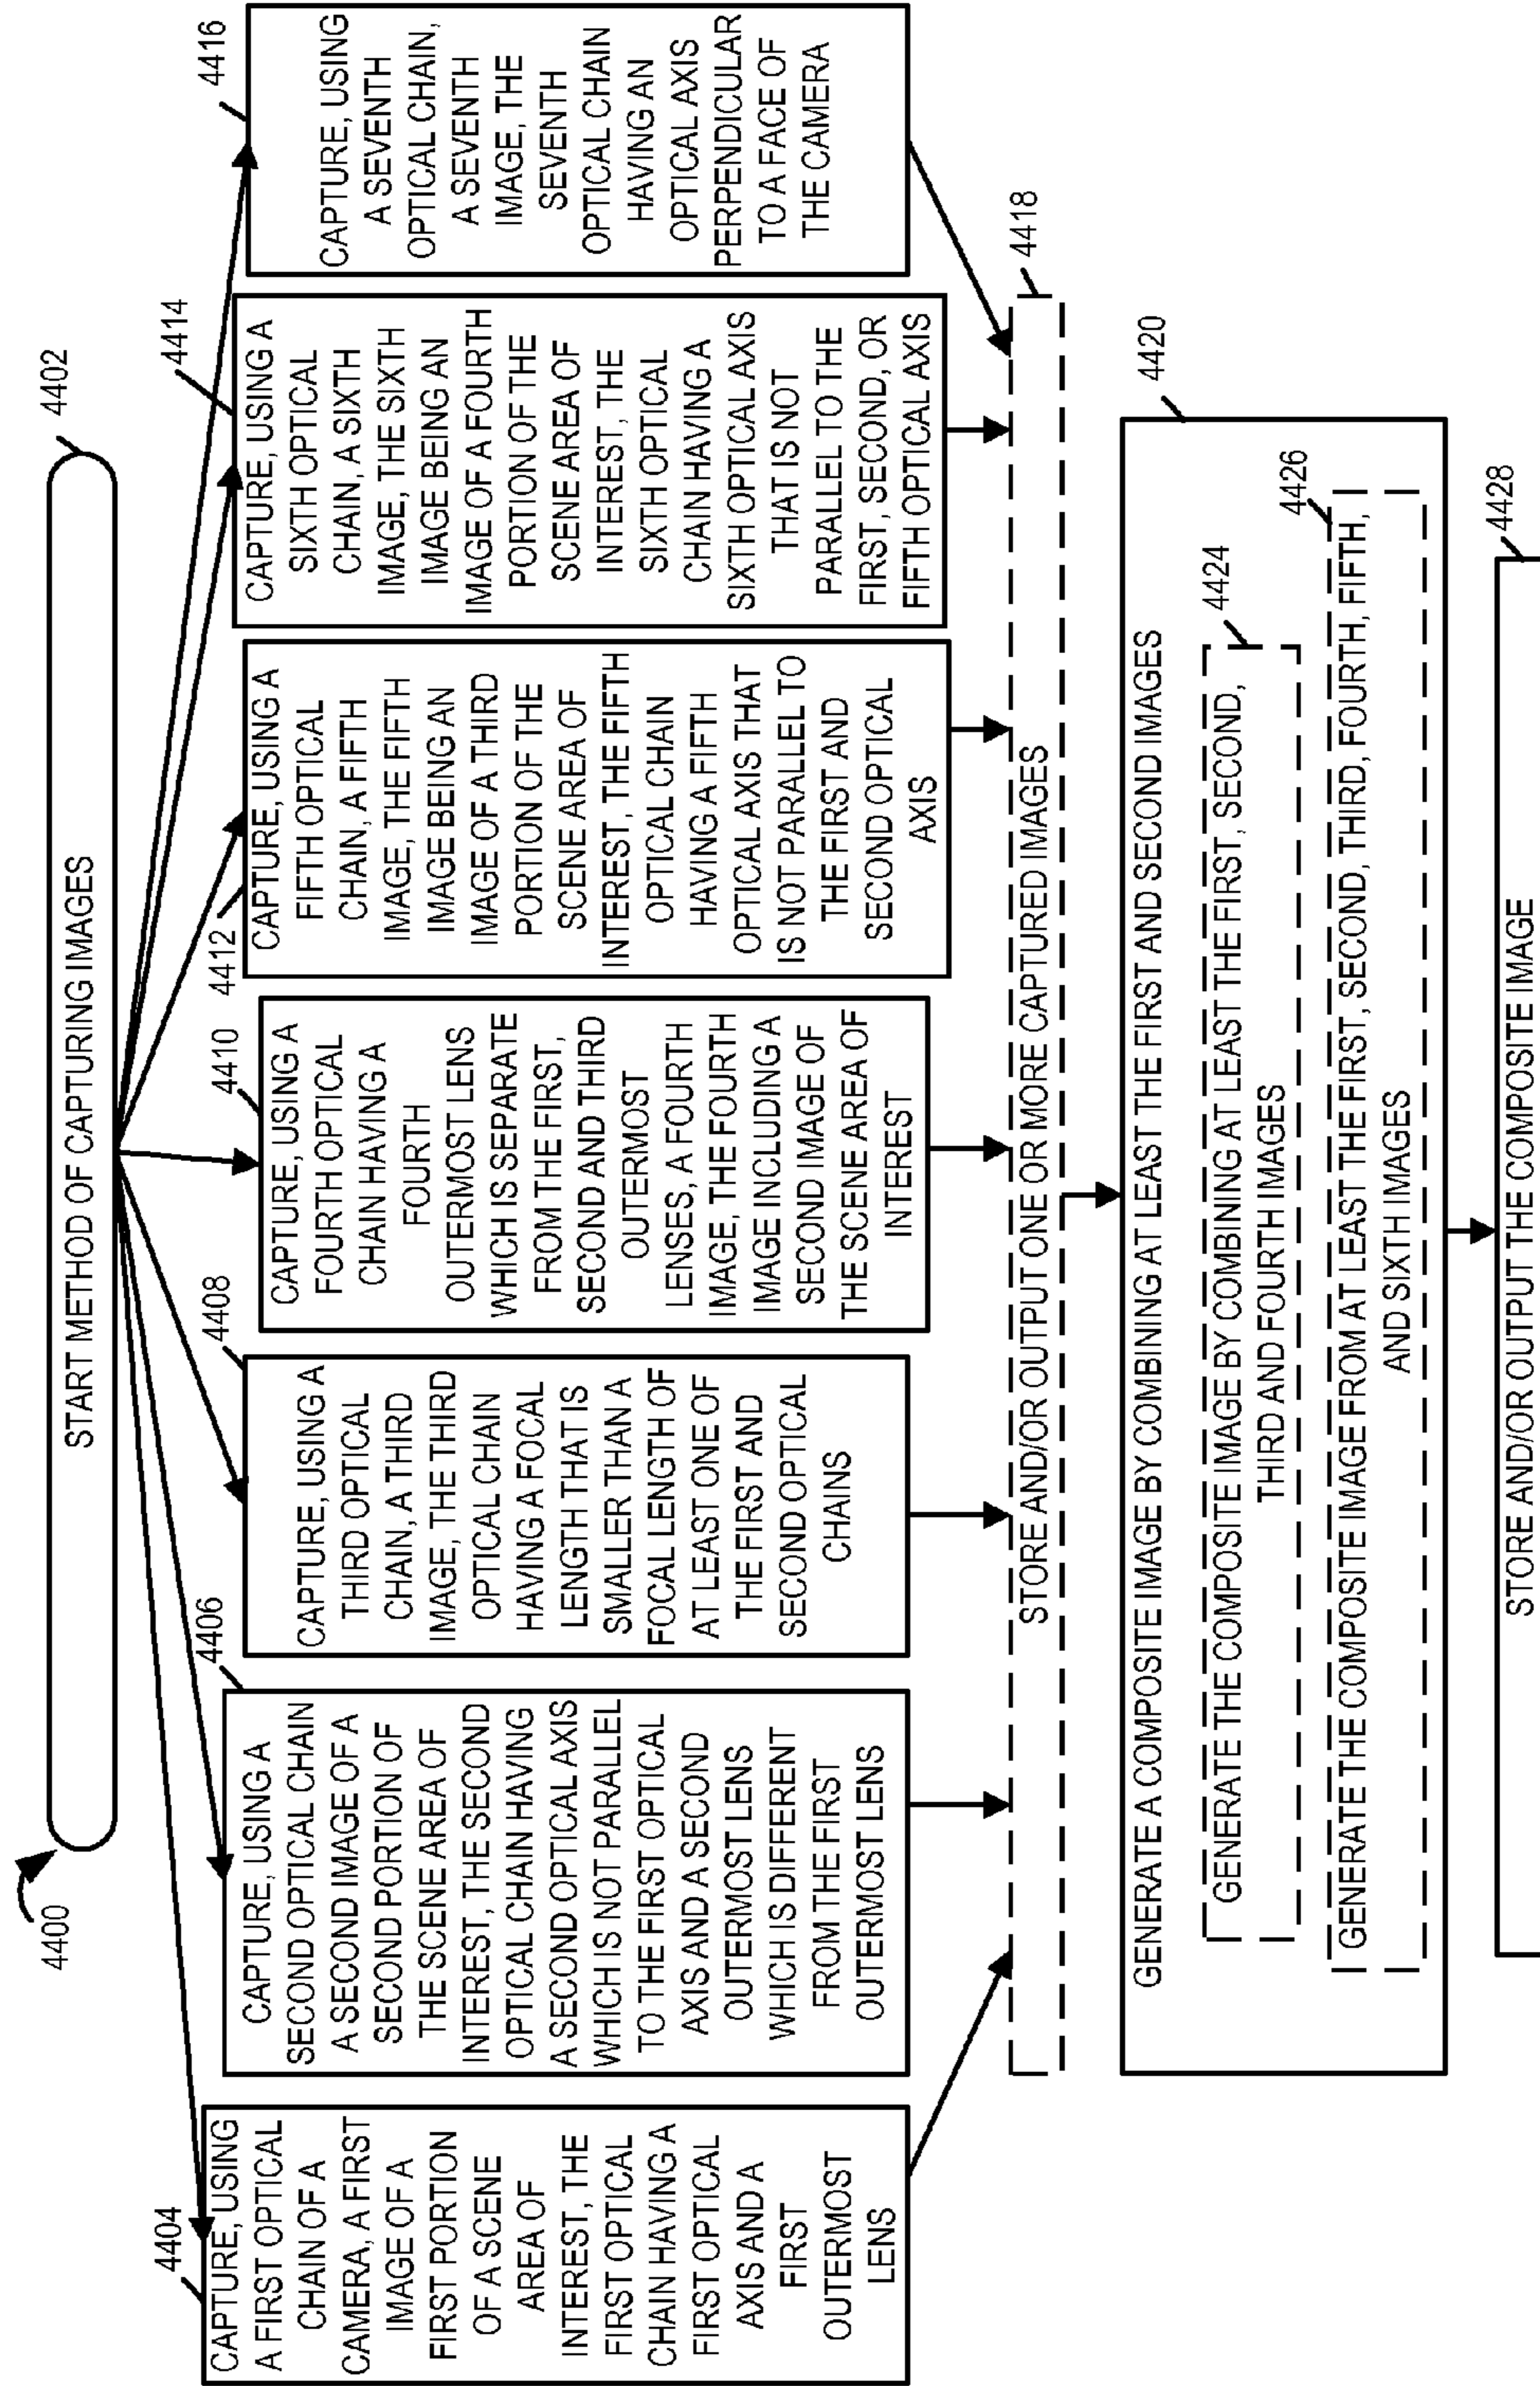 4400
START METHOD OF CAPTURING IMAGES
4402
4404
CAPTURE, USING
A FIRST OPTICAL
CHAIN OF A
CAMERA, A FIRST
IMAGE OF A
FIRST PORTION
OF A SCENE
AREA OF
INTEREST, THE
FIRST OPTICAL
CHAIN HAVING A
FIRST OPTICAL
AXIS AND A
FIRST
OUTERMOST
LENS
4406
CAPTURE, USING A
SECOND OPTICAL CHAIN
A SECOND IMAGE OF A
SECOND PORTION OF
THE SCENE AREA OF
INTEREST, THE SECOND
OPTICAL CHAIN HAVING
A SECOND OPTICAL AXIS
WHICH IS NOT PARALLEL
TO THE FIRST OPTICAL
AXIS AND A SECOND
OUTERMOST LENS
WHICH IS DIFFERENT
FROM THE FIRST
OUTERMOST LENS
4408
CAPTURE, USING A
THIRD OPTICAL
CHAIN, A THIRD
IMAGE, THE THIRD
OPTICAL CHAIN
HAVING A FOCAL
LENGTH THAT IS
SMALLER THAN A
FOCAL LENGTH OF
AT LEAST ONE OF
THE FIRST AND
SECOND OPTICAL
CHAINS
4410
CAPTURE, USING A
FOURTH OPTICAL
CHAIN HAVING A
FOURTH
OUTERMOST LENS
WHICH IS SEPARATE
FROM THE FIRST,
SECOND AND THIRD
OUTERMOST
LENSES, A FOURTH
IMAGE, THE FOURTH
IMAGE INCLUDING A
SECOND IMAGE OF
THE SCENE AREA OF
INTEREST
4412
CAPTURE, USING A
FIFTH OPTICAL
CHAIN, A FIFTH
IMAGE, THE FIFTH
IMAGE BEING AN
IMAGE OF A THIRD
PORTION OF THE
SCENE AREA OF
INTEREST, THE FIFTH
OPTICAL CHAIN
HAVING A FIFTH
OPTICAL AXIS THAT
IS NOT PARALLEL TO
THE FIRST AND
SECOND OPTICAL
AXIS
4414
CAPTURE, USING A
SIXTH OPTICAL
CHAIN, A SIXTH
IMAGE, THE SIXTH
IMAGE BEING AN
IMAGE OF A FOURTH
PORTION OF THE
SCENE AREA OF
INTEREST, THE
SIXTH OPTICAL
CHAIN HAVING A
SIXTH OPTICAL AXIS
THAT IS NOT
PARALLEL TO THE
FIRST, SECOND, OR
FIFTH OPTICAL AXIS
4416
CAPTURE, USING
A SEVENTH
OPTICAL CHAIN,
A SEVENTH
IMAGE, THE
SEVENTH
OPTICAL CHAIN
HAVING AN
OPTICAL AXIS
PERPENDICULAR
TO A FACE OF
THE CAMERA
STORE AND/OR OUTPUT ONE OR MORE CAPTURED IMAGES
4418
GENERATE A COMPOSITE IMAGE BY COMBINING AT LEAST THE FIRST AND SECOND IMAGES
4420
GENERATE THE COMPOSITE IMAGE BY COMBINING AT LEAST THE FIRST, SECOND,
THIRD AND FOURTH IMAGES
4424
GENERATE THE COMPOSITE IMAGE FROM AT LEAST THE FIRST, SECOND, THIRD, FOURTH, FIFTH,
AND SIXTH IMAGES
4426
STORE AND/OR OUTPUT THE COMPOSITE IMAGE
4428